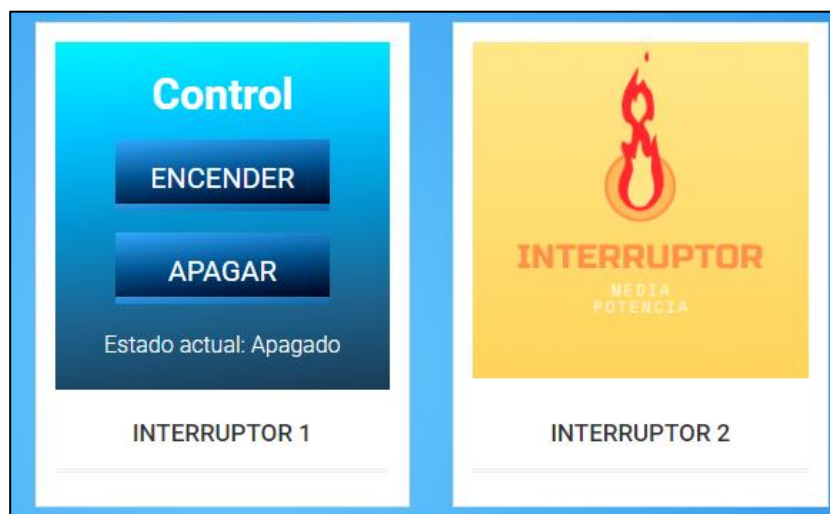 Control
ENCENDER
APAGAR
Estado actual: Apagado
INTERRUPTOR 1
INTERRUPTOR
MEDIA
POTENCIA
INTERRUPTOR 2